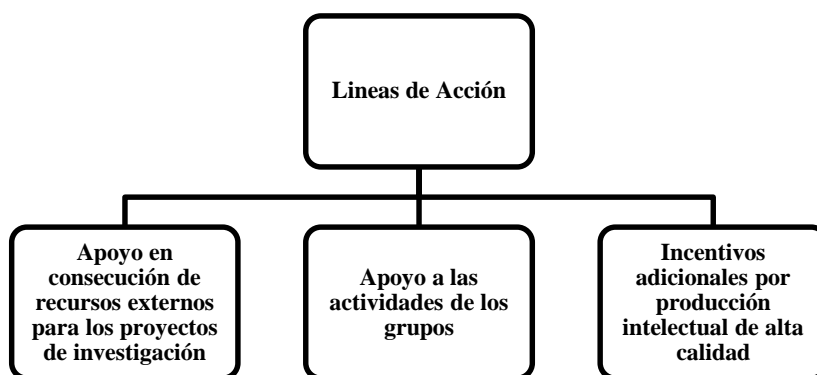 Lineas de Acción
Apoyo en
consecución de
recursos externos
para los proyectos
de investigación
Apoyo a las
actividades de los
grupos
Incentivos
adicionales por
producción
intelectual de alta
calidad